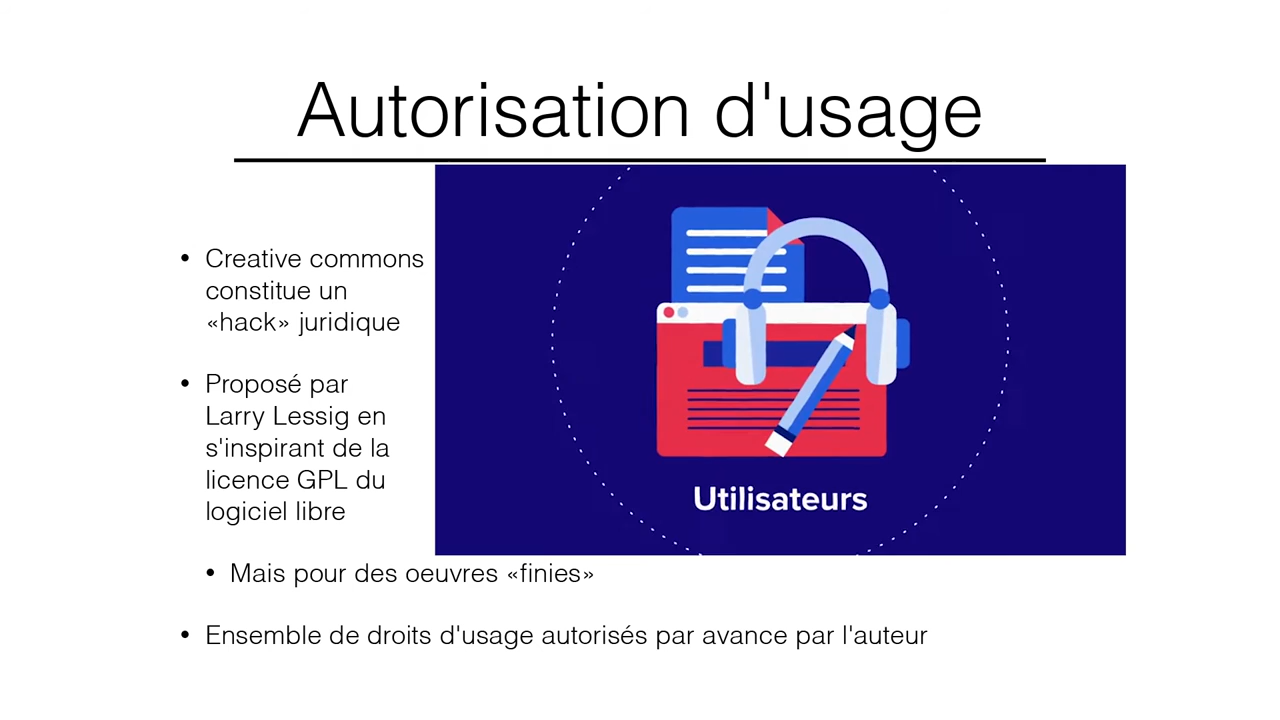 Autorisation d'usage
• Creative commons
constitue un
«hack» juridique
• Proposé par
Larry Lessig en
s'inspirant de la
licence GPL du
logiciel libre
Utilisateurs
• Mais pour des oeuvres «finies»
• Ensemble de droits d'usage autorisés par avance par l'auteur